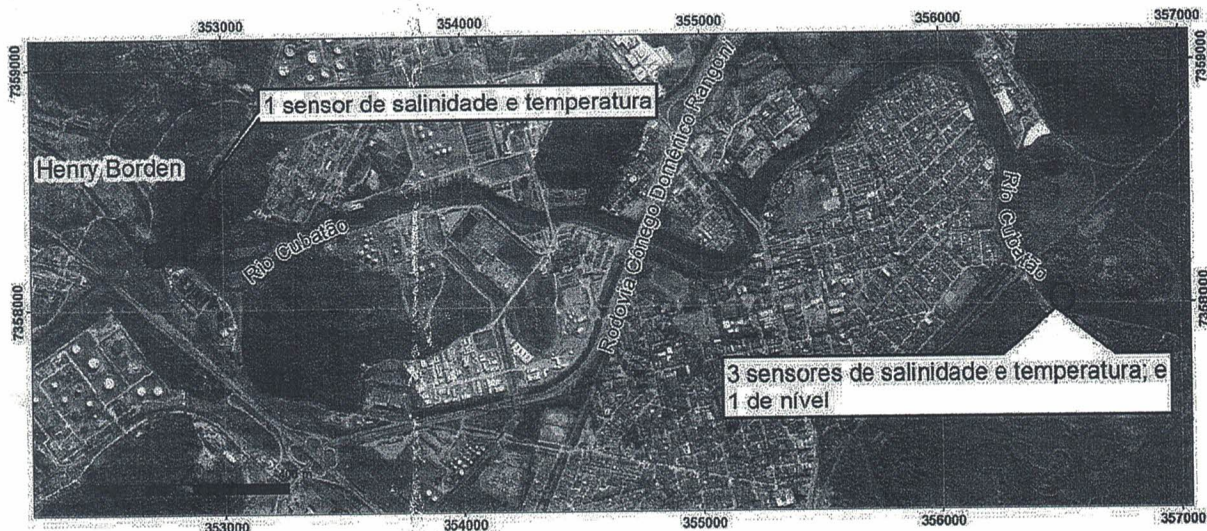 353000
354000
355000
356000
357000
7359000
7359000
1 sensor de salinidade e temperatura
Henry Borden
Rio Cubatão
Rodovia Cônego Domênico Rangoni
Rio Cubatão
7358000
7358000
3 sensores de salinidade e temperatura; e
1 de nível
353000
354000
355000
356000
357000